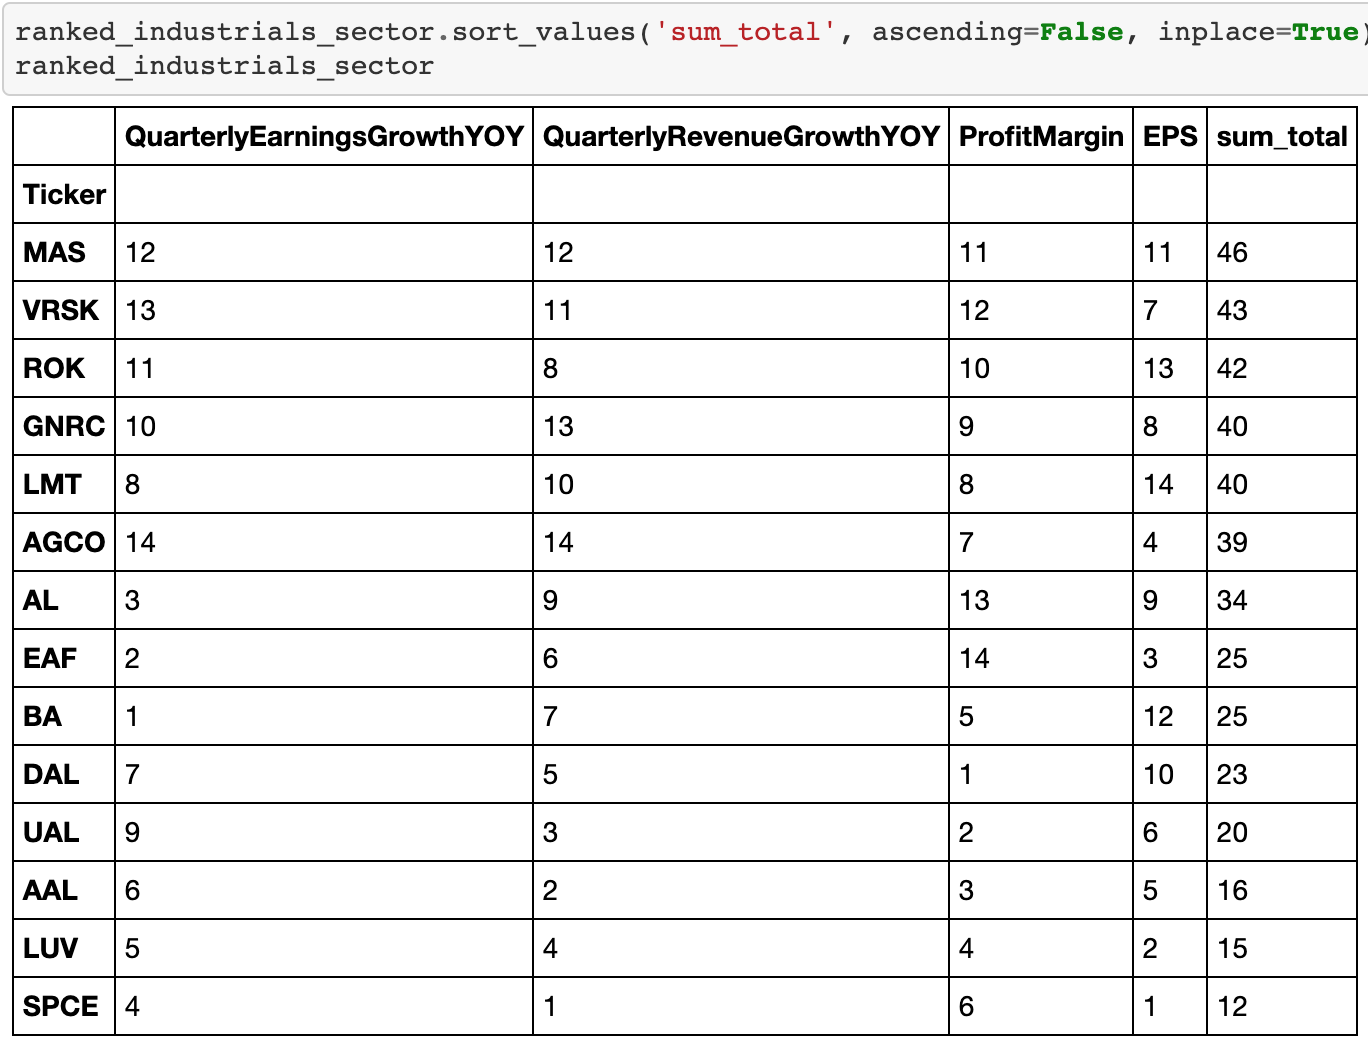 ranked_industrials_sector.sort_values('sum_total', ascending=False, inplace=True)
ranked_industrials_sector
QuarterlyEarningsGrowthYOY QuarterlyRevenueGrowthYOY ProfitMargin EPS sum_total
Ticker
MAS 12 12 11 11 46
VRSK 13 11 12 7 43
ROK 11 8 10 13 42
GNRC 10 13 9 8 40
LMT 8 10 8 14 40
AGCO 14 14 7 4 39
AL 3 9 13 9 34
EAF 2 6 14 3 25
BA 1 7 5 12 25
DAL 7 5 1 10 23
UAL 9 3 2 6 20
AAL 6 2 3 5 16
LUV 5 4 4 2 15
SPCE 4 1 6 1 12